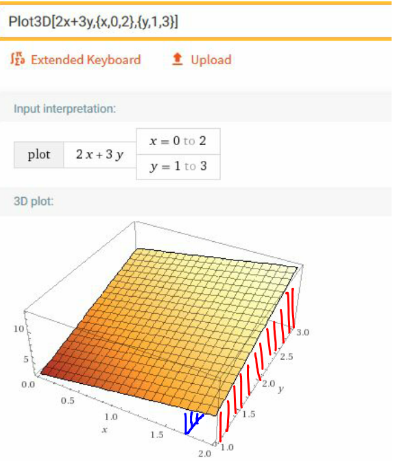 Plot3D[2x+3y,{x,0,2},{y,1,3}]
Extended Keyboard Upload
Input interpretation:
plot 2 x + 3 y x = 0 to 2
y = 1 to 3
3D plot:
10
5
0.0
0.5
1.0
x
1.5
2.0
1.0
1.5
2.0
y
2.5
3.0